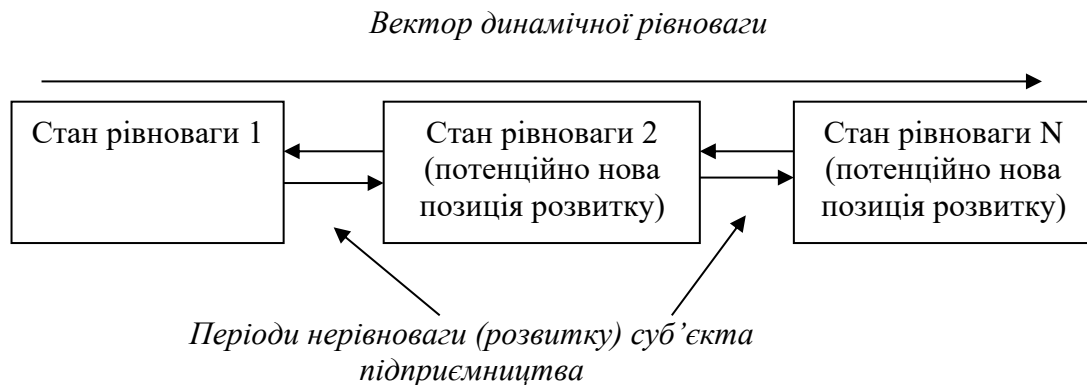 Вектор динамічної рівноваги
Стан рівноваги 1
Стан рівноваги 2
(потенційно нова
позиція розвитку)
Стан рівноваги N
(потенційно нова
позиція розвитку)
Періоди нерівноваги (розвитку) суб’єкта
підприємництва